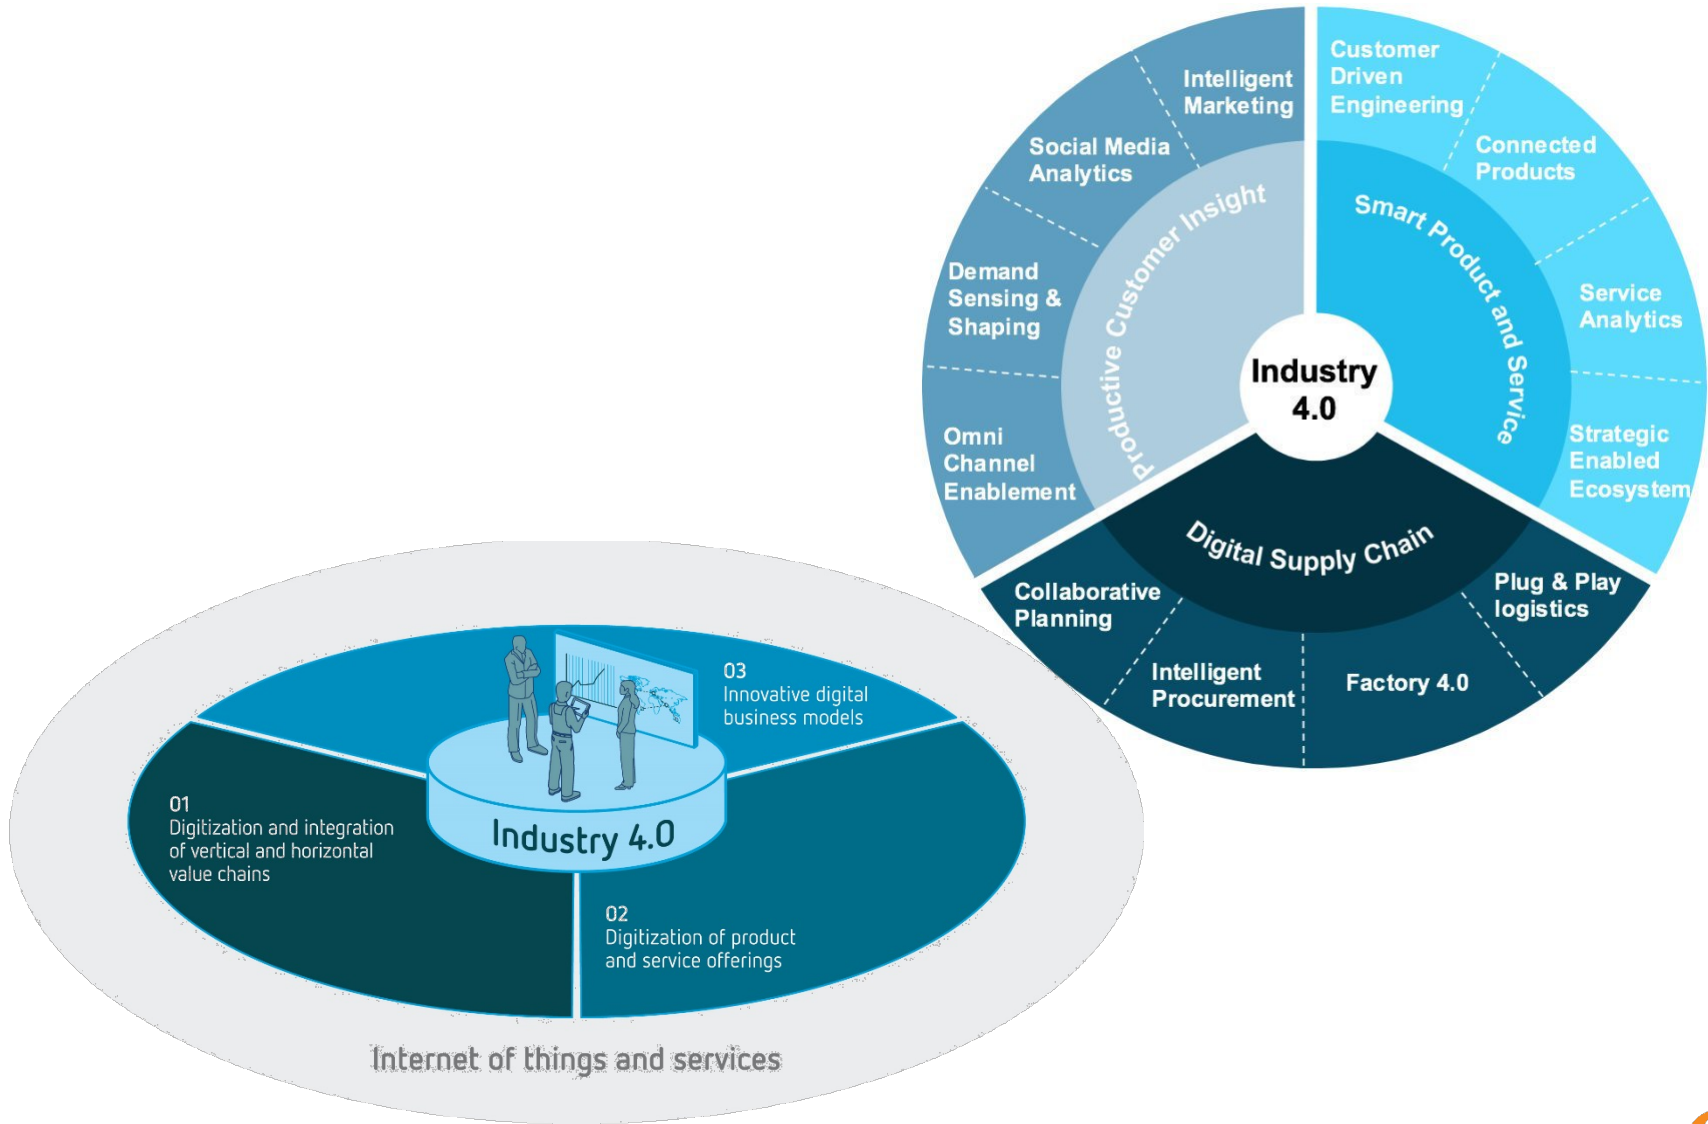 Intelligent
Marketing
Social Media
Analytics
Demand
Sensing &
Shaping
Omni
Channel
Enablement
Productive Customer Insight
Customer
Driven
Engineering
Connected
Products
Service
Analytics
Strategic
Enabled
Ecosystem
Smart Product and Service
Industry
4.0
Digital Supply Chain
Collaborative
Planning
Intelligent
Procurement
Factory 4.0
Plug & Play
logistics
03
Innovative digital
business models
01
Digitization and integration
of vertical and horizontal
value chains
Industry 4.0
02
Digitization of product
and service offerings
Internet of things and services